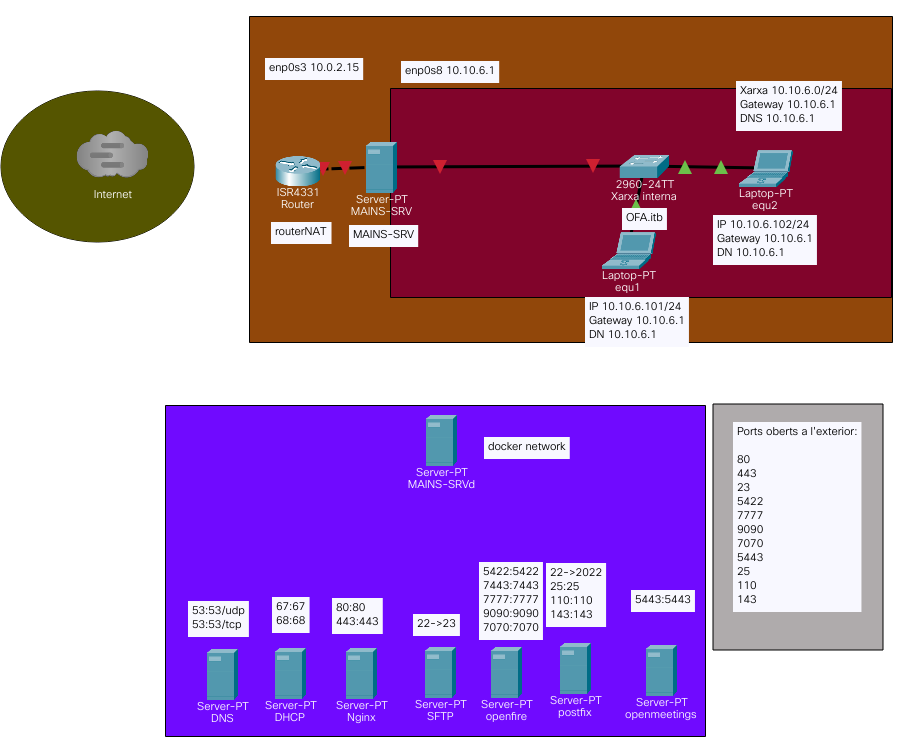 enp0s3 10.0.2.15
enp0s8 10.10.6.1
Xarxa 10.10.6.0/24
Gateway 10.10.6.1
DNS 10.10.6.1
Internet
ISR4331
Router
routerNAT
Server-PT
MAINS-SRV
MAINS-SRV
2960-24TT
Xarxa interna
OFA.itb
Laptop-PT
equ2
IP 10.10.6.102/24
Gateway 10.10.6.1
DN 10.10.6.1
Laptop-PT
equ1
IP 10.10.6.101/24
Gateway 10.10.6.1
DN 10.10.6.1
Server-PT
MAINS-SRVd
docker network
53:53/udp
53:53/tcp
Server-PT
DNS
67:67
68:68
Server-PT
DHCP
80:80
443:443
Server-PT
Nginx
22->23
Server-PT
SFTP
5422:5422
7443:7443
7777:7777
9090:9090
7070:7070
Server-PT
openfire
22->2022
25:25
110:110
143:143
Server-PT
postfix
5443:5443
Server-PT
openmeetings
Ports oberts a l'exterior:
80
443
23
5422
7777
9090
7070
5443
25
110
143